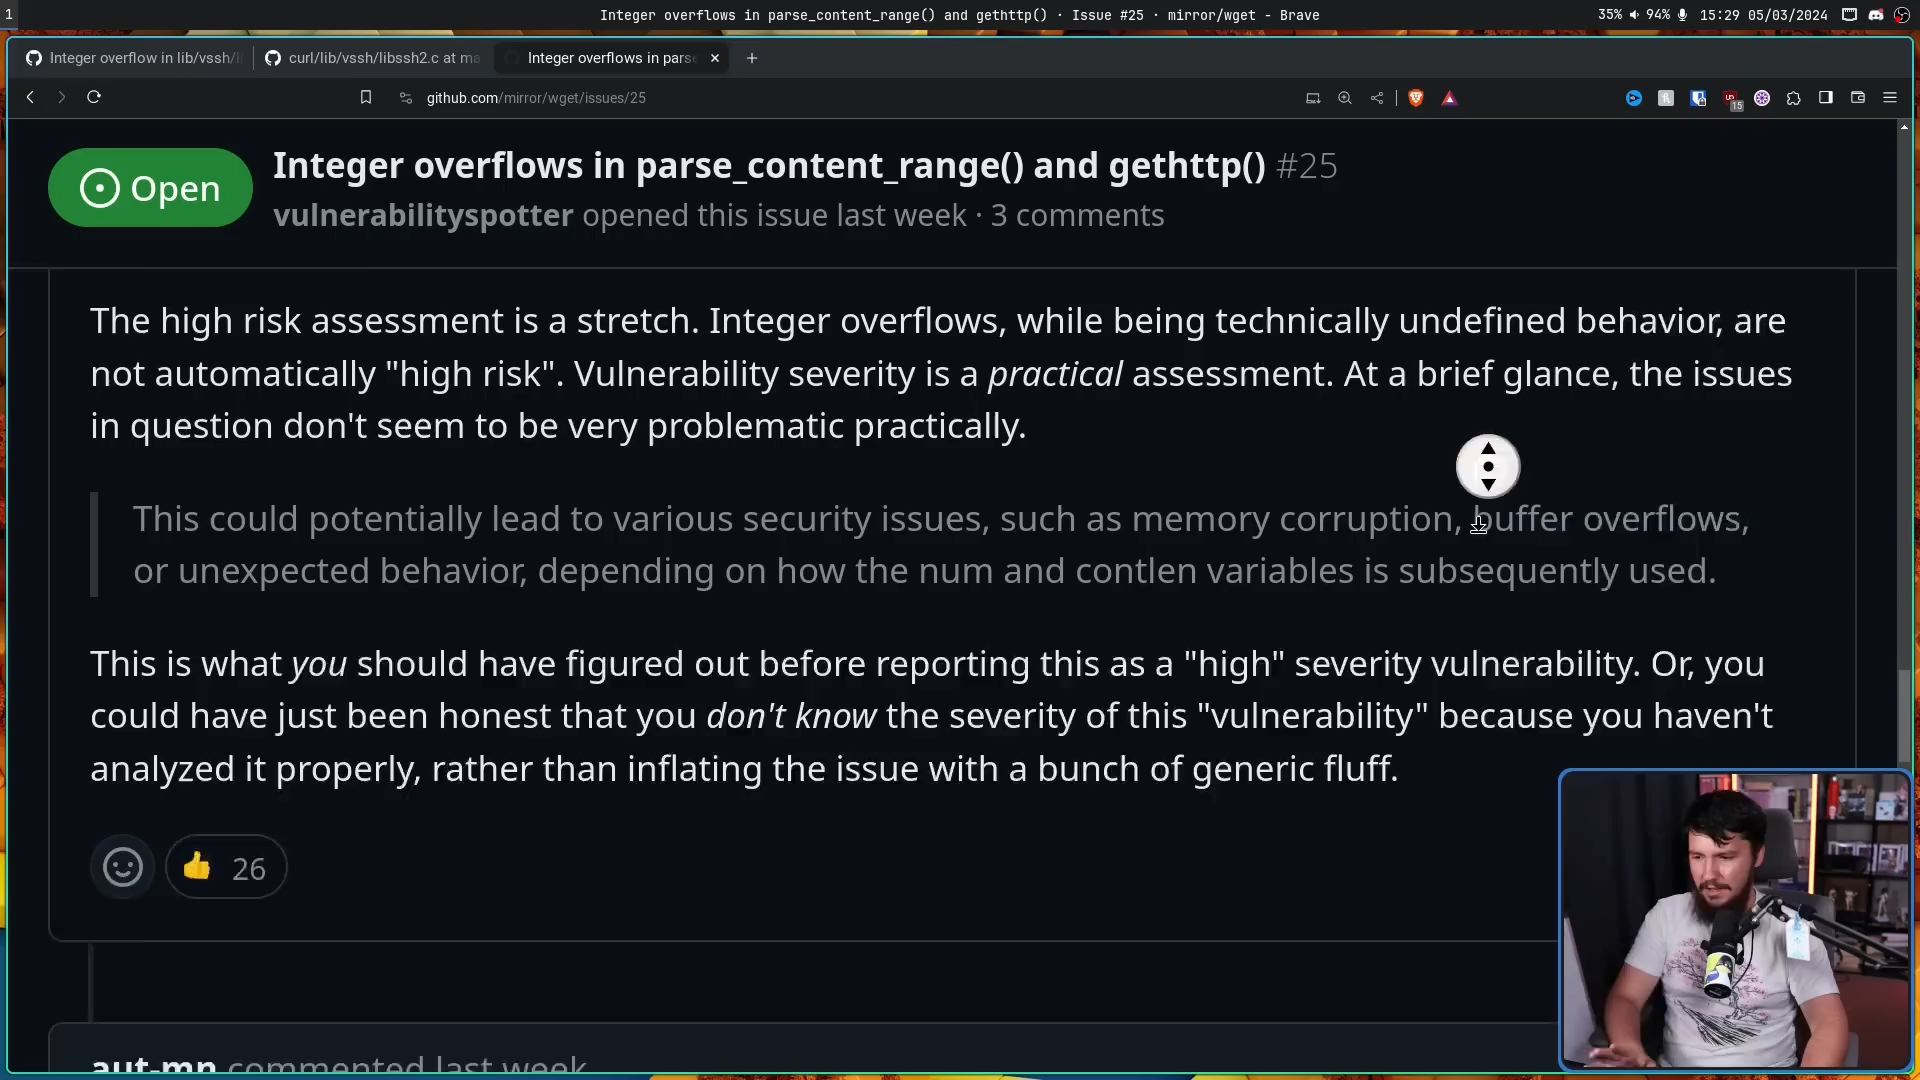 1
Integer overflows in parse_content_range() and gethttp() · Issue #25 · mirror/wget - Brave
35% 94% 15:29 05/03/2024
Integer overflow in lib/vssh/l
curl/lib/vssh/libssh2.c at ma
Integer overflows in parse
github.com/mirror/wget/issues/25
15
Open
Integer overflows in parse_content_range() and gethttp() #25
vulnerabilityspotter opened this issue last week · 3 comments
The high risk assessment is a stretch. Integer overflows, while being technically undefined behavior, are
not automatically "high risk". Vulnerability severity is a practical assessment. At a brief glance, the issues
in question don't seem to be very problematic practically.
This could potentially lead to various security issues, such as memory corruption, buffer overflows,
or unexpected behavior, depending on how the num and contlen variables is subsequently used.
This is what you should have figured out before reporting this as a "high" severity vulnerability. Or, you
could have just been honest that you don't know the severity of this "vulnerability" because you haven't
analyzed it properly, rather than inflating the issue with a bunch of generic fluff.
26
aut-mn commented last week